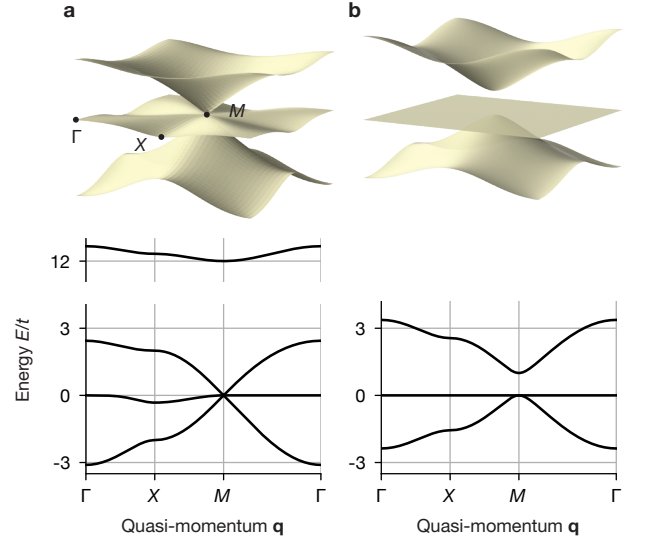 a
b
Γ
X
M
12
Energy E/t
3
0
-3
3
0
-3
Γ X M Γ
Γ X M Γ
Quasi-momentum q
Quasi-momentum q